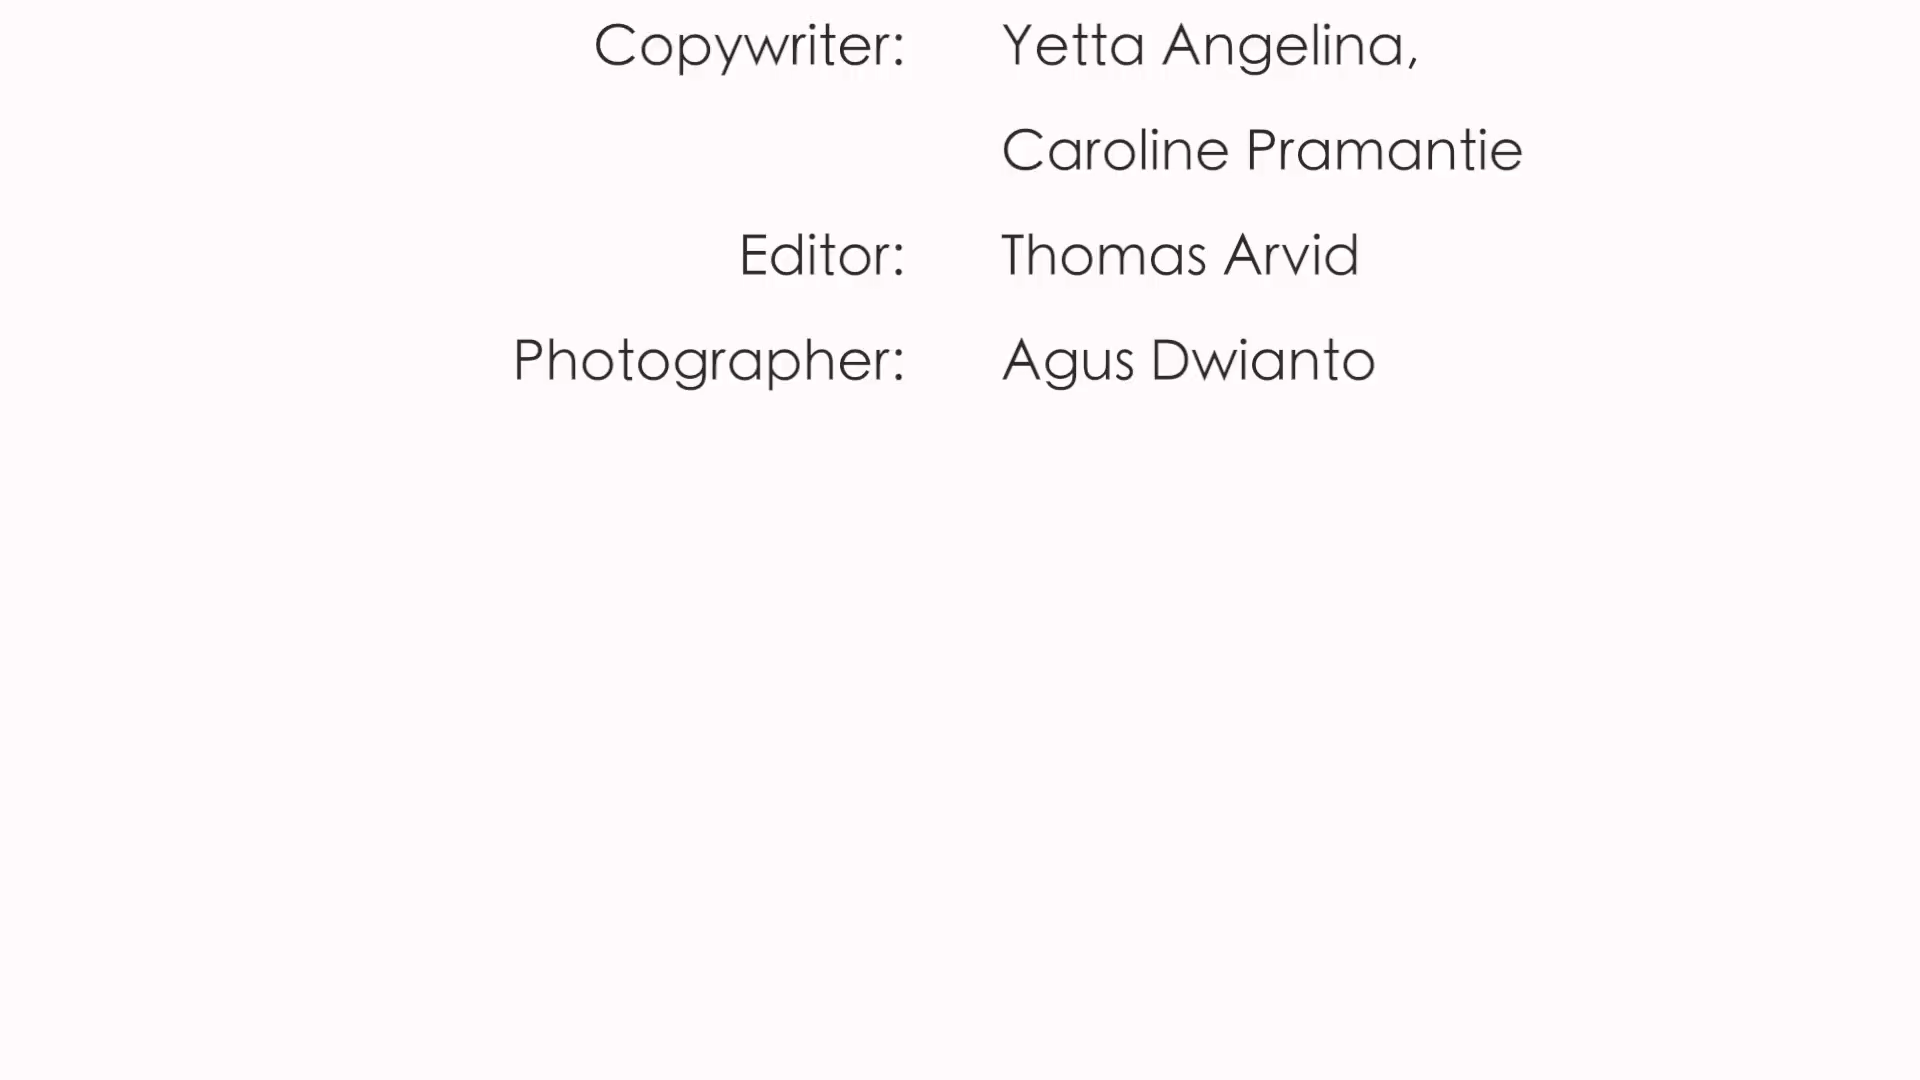 Copywriter: Yetta Angelina,
Caroline Pramantie
Editor: Thomas Arvid
Photographer: Agus Dwianto